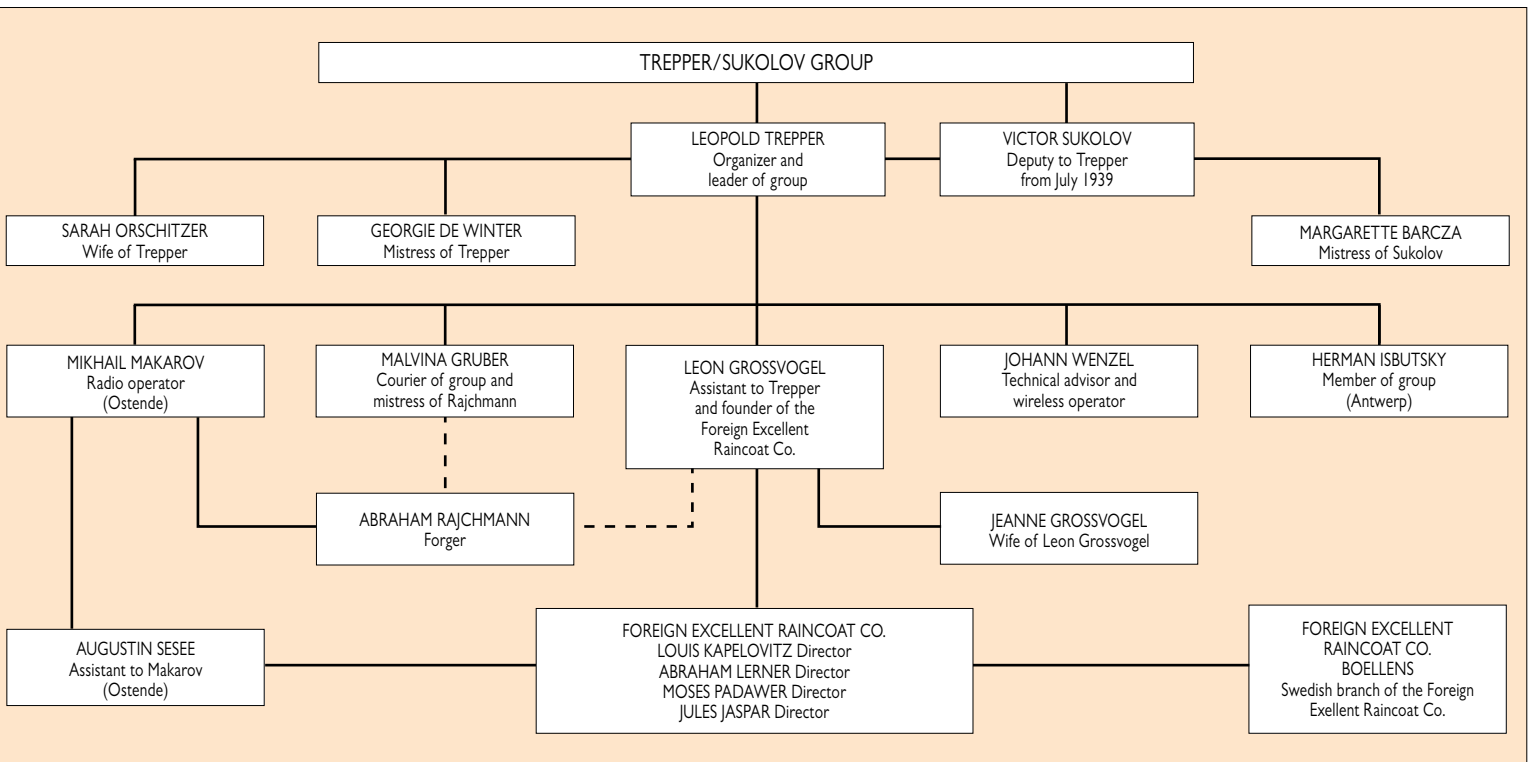 TREPPER/SUKOLOV GROUP
LEOPOLD TREPPER
Organizer and
leader of group
VICTOR SUKOLOV
Deputy to Trepper
from July 1939
SARAH ORSCHITZER
Wife of Trepper
GEORGIE DE WINTER
Mistress of Trepper
MARGARETTE BARCZA
Mistress of Sukolov
MIKHAIL MAKAROV
Radio operator
(Ostende)
MALVINA GRUBER
Courier of group and
mistress of Rajchmann
LEON GROSSVOGEL
Assistant to Trepper
and founder of the
Foreign Excellent
Raincoat Co.
JOHANN WENZEL
Technical advisor and
wireless operator
HERMAN ISBUTSKY
Member of group
(Antwerp)
ABRAHAM RAJCHMANN
Forger
JEANNE GROSSVOGEL
Wife of Leon Grossvogel
AUGUSTIN SESEE
Assistant to Makarov
(Ostende)
FOREIGN EXCELLENT RAINCOAT CO.
LOUIS KAPELOVITZ Director
ABRAHAM LERNER Director
MOSES PADAWER Director
JULES JASPAR Director
FOREIGN EXCELLENT
RAINCOAT CO.
BOELLENS
Swedish branch of the Foreign
Exellent Raincoat Co.